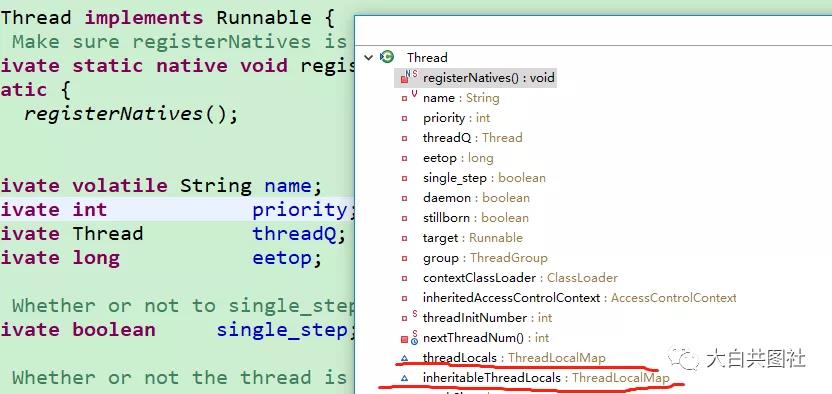 Thread implements Runnable {
Make sure registerNatives is
ivate static native void regis
atic {
registerNatives();
ivate volatile String name;
ivate int priority;
ivate Thread threadQ;
ivate long eetop;
Whether or not to single_step
ivate boolean single_step;
Whether or not the thread is
Thread
registerNatives() : void
name : String
priority : int
threadQ : Thread
eetop : long
single_step : boolean
daemon : boolean
stillborn : boolean
target : Runnable
group : ThreadGroup
contextClassLoader : ClassLoader
inheritedAccessControlContext : AccessControlContext
threadInitNumber : int
nextThreadNum() : int
threadLocals : ThreadLocalMap
inheritableThreadLocals : ThreadLocalMap
大白共图社